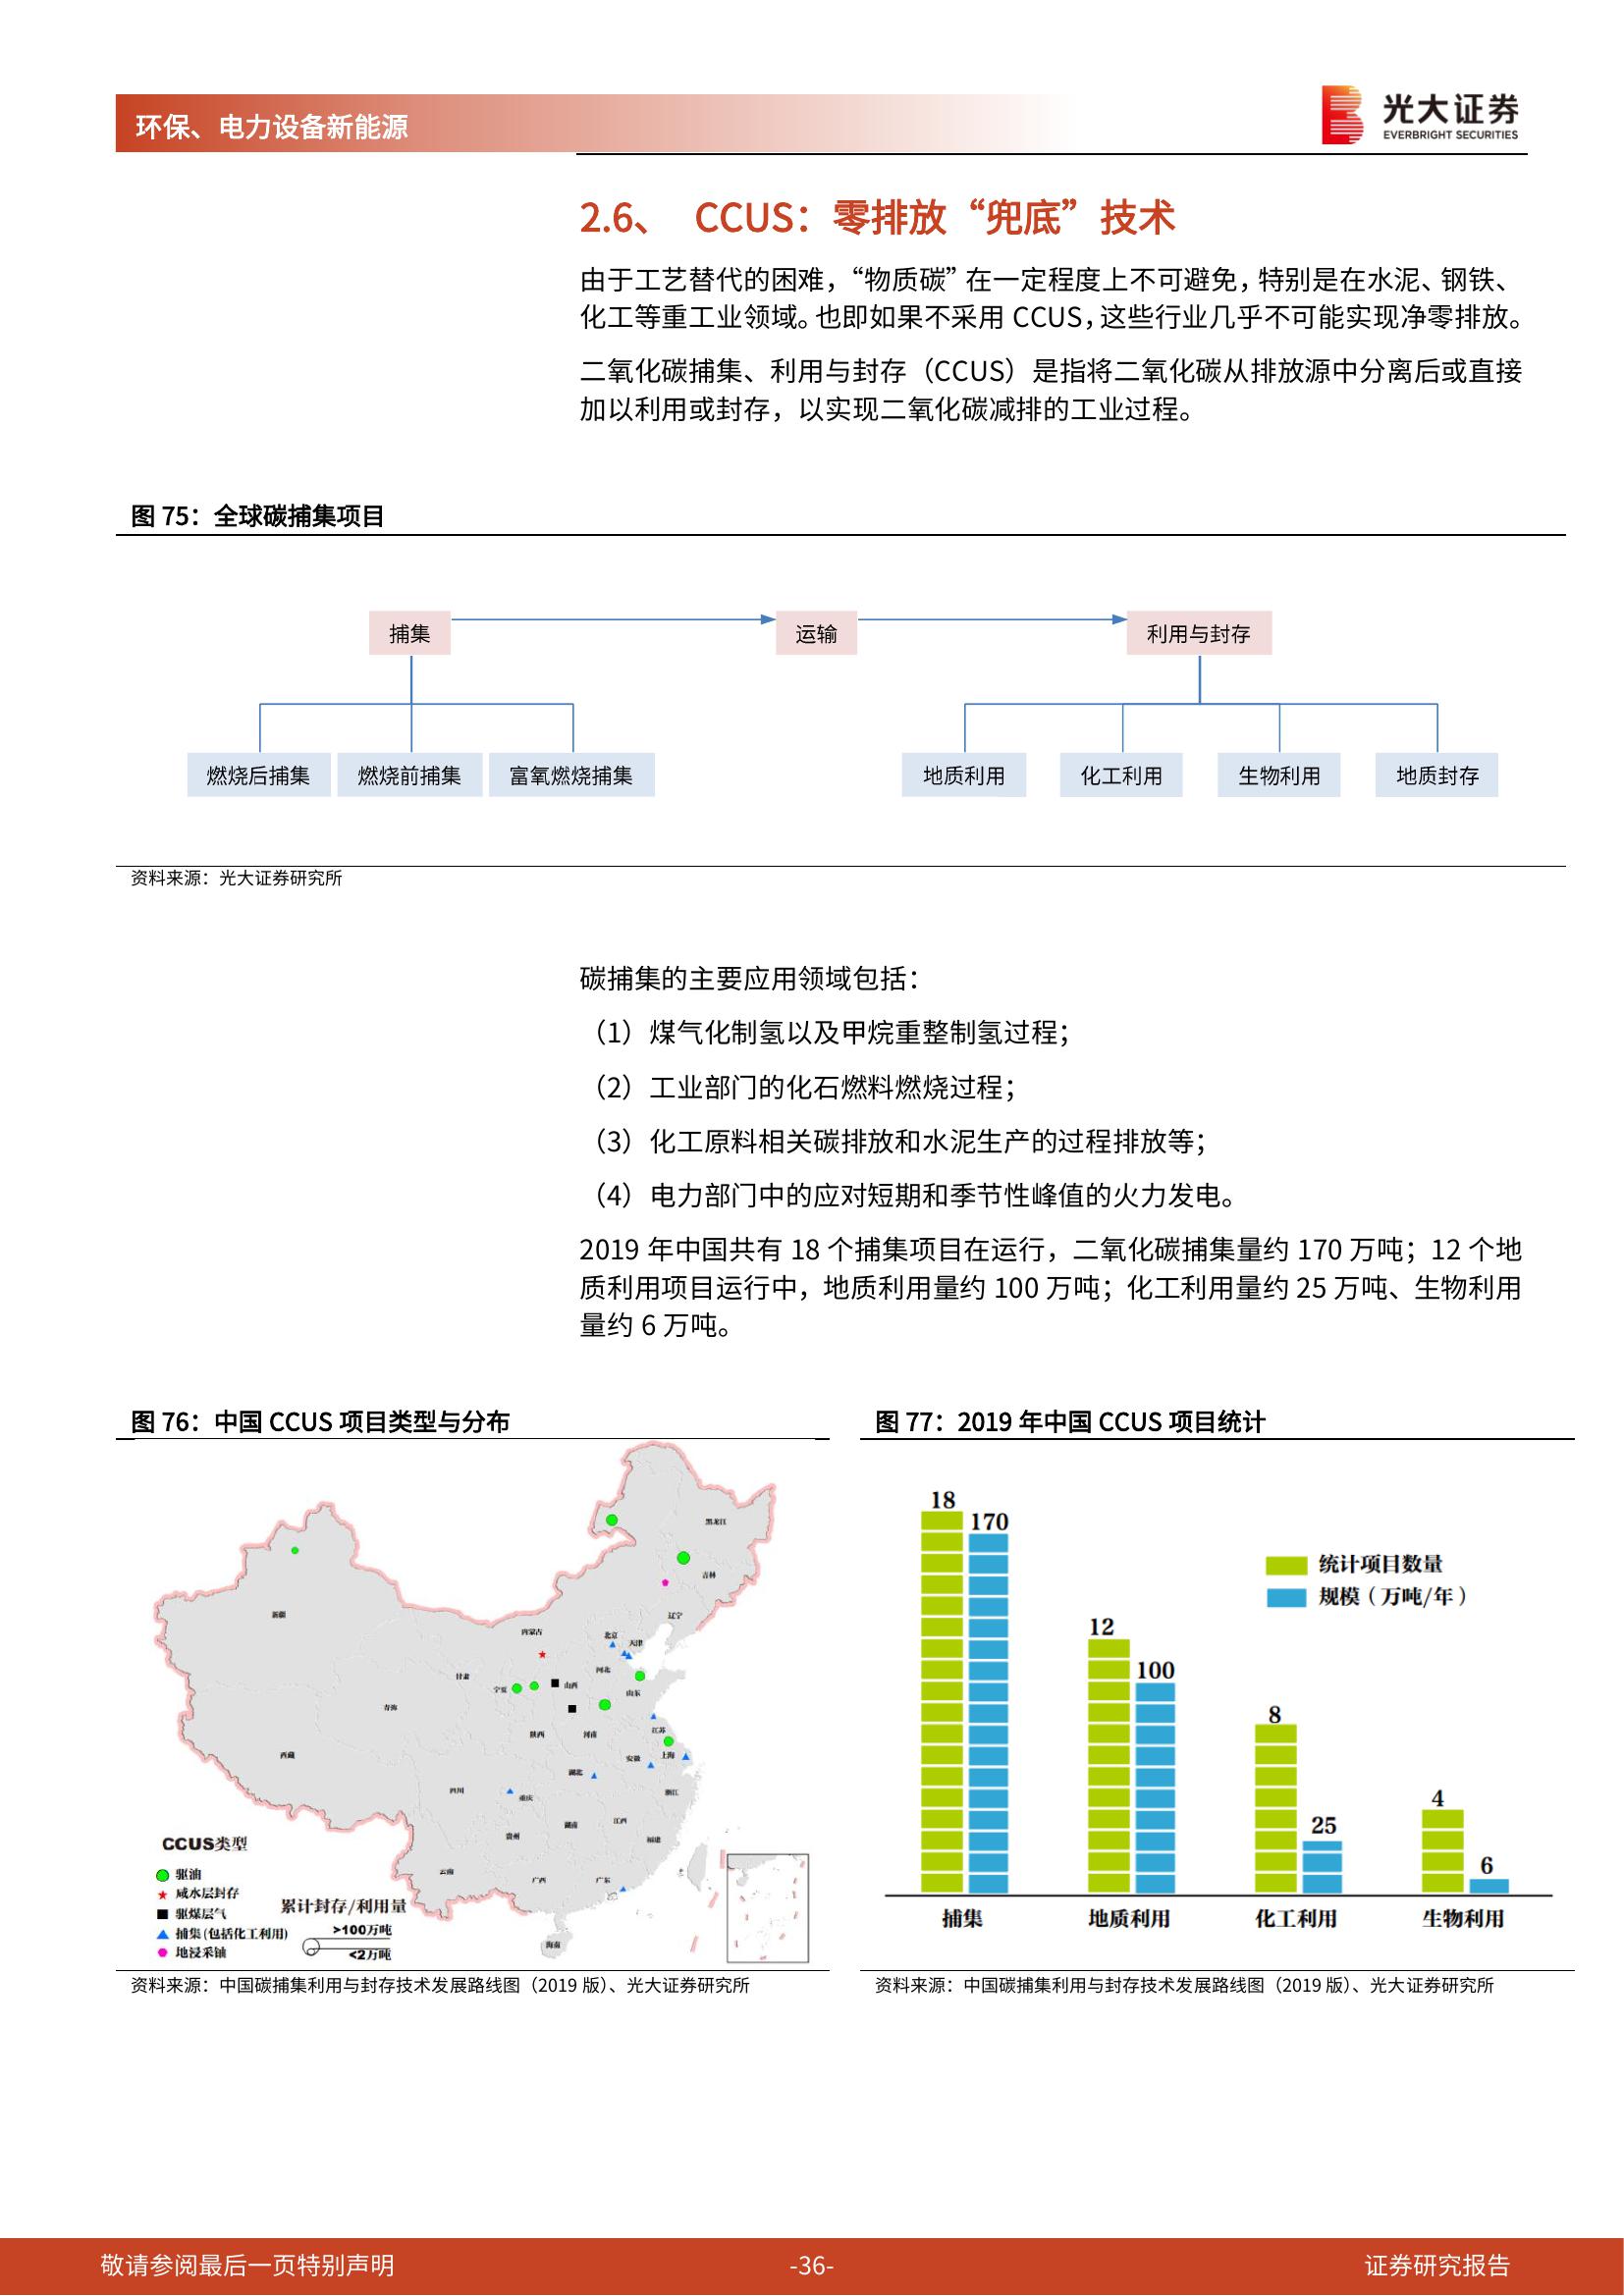 环保、电力设备新能源
光大证券
EVERBRIGHT SECURITIES
2.6、 CCUS：零排放“兜底”技术
由于工艺替代的困难，“物质碳”在一定程度上不可避免，特别是在水泥、钢铁、
化工等重工业领域。也即如果不采用 CCUS，这些行业几乎不可能实现净零排放。
二氧化碳捕集、利用与封存（CCUS）是指将二氧化碳从排放源中分离后或直接
加以利用或封存，以实现二氧化碳减排的工业过程。
图 75：全球碳捕集项目
捕集
运输
利用与封存
燃烧后捕集
燃烧前捕集
富氧燃烧捕集
地质利用
化工利用
生物利用
地质封存
资料来源：光大证券研究所
碳捕集的主要应用领域包括：
（1）煤气化制氢以及甲烷重整制氢过程；
（2）工业部门的化石燃料燃烧过程；
（3）化工原料相关碳排放和水泥生产的过程排放等；
（4）电力部门中的应对短期和季节性峰值的火力发电。
2019 年中国共有 18 个捕集项目在运行，二氧化碳捕集量约 170 万吨；12 个地
质利用项目运行中，地质利用量约 100 万吨；化工利用量约 25 万吨、生物利用
量约 6 万吨。
图 76：中国 CCUS 项目类型与分布
黑龙江
吉林
辽宁
新疆
内蒙古
北京
天津
河北
甘肃
宁夏
山西
山东
青海
陕西
河南
江苏
西藏
安徽
上海
湖北
四川
重庆
浙江
湖南
江西
贵州
福建
云南
广西
广东
海南
CCUS类型
驱油
咸水层封存
驱煤层气
捕集(包括化工利用)
地浸采铀
累计封存/利用量
>100万吨
<2万吨
资料来源：中国碳捕集利用与封存技术发展路线图（2019 版）、光大证券研究所
图 77：2019 年中国 CCUS 项目统计
18
170
12
100
8
25
4
6
统计项目数量
规模（万吨/年）
捕集
地质利用
化工利用
生物利用
资料来源：中国碳捕集利用与封存技术发展路线图（2019 版）、光大证券研究所
敬请参阅最后一页特别声明
-36-
证券研究报告